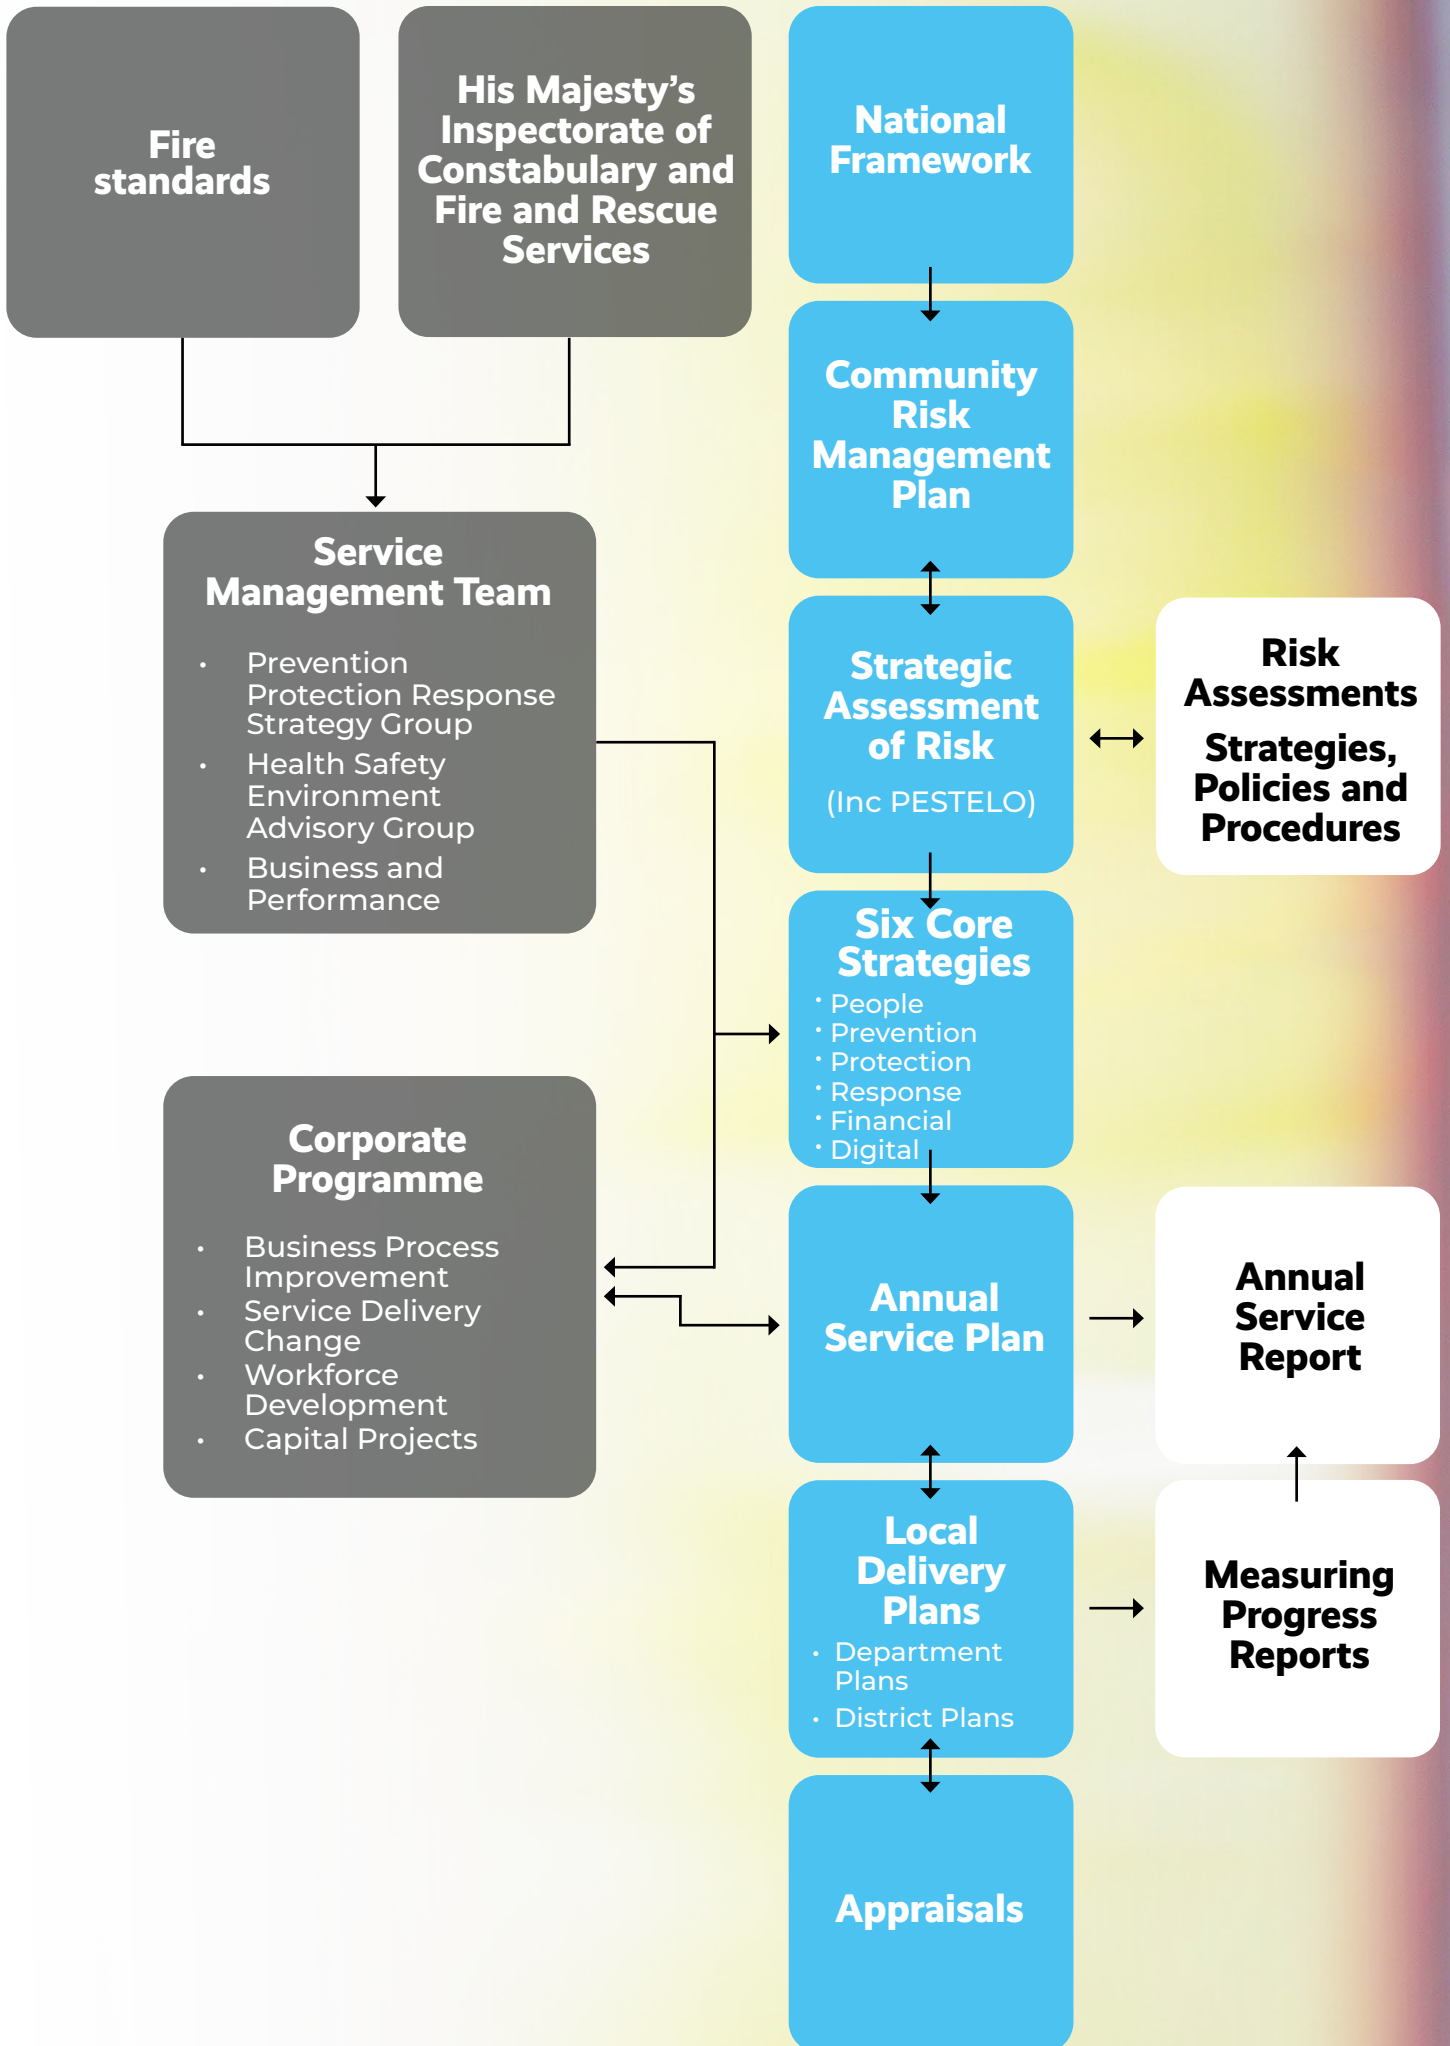 Fire
standards
His Majesty’s
Inspectorate of
Constabulary and
Fire and Rescue
Services
National
Framework
Community
Risk
Management
Plan
Service
Management Team
• Prevention
Protection Response
Strategy Group
• Health Safety
Environment
Advisory Group
• Business and
Performance
Strategic
Assessment
of Risk
(Inc PESTELO)
Risk
Assessments
Strategies,
Policies and
Procedures
Six Core
Strategies
• People
• Prevention
• Protection
• Response
• Financial
• Digital
Corporate
Programme
• Business Process
Improvement
• Service Delivery
Change
• Workforce
Development
• Capital Projects
Annual
Service Plan
Annual
Service
Report
Local
Delivery
Plans
• Department
Plans
• District Plans
Measuring
Progress
Reports
Appraisals